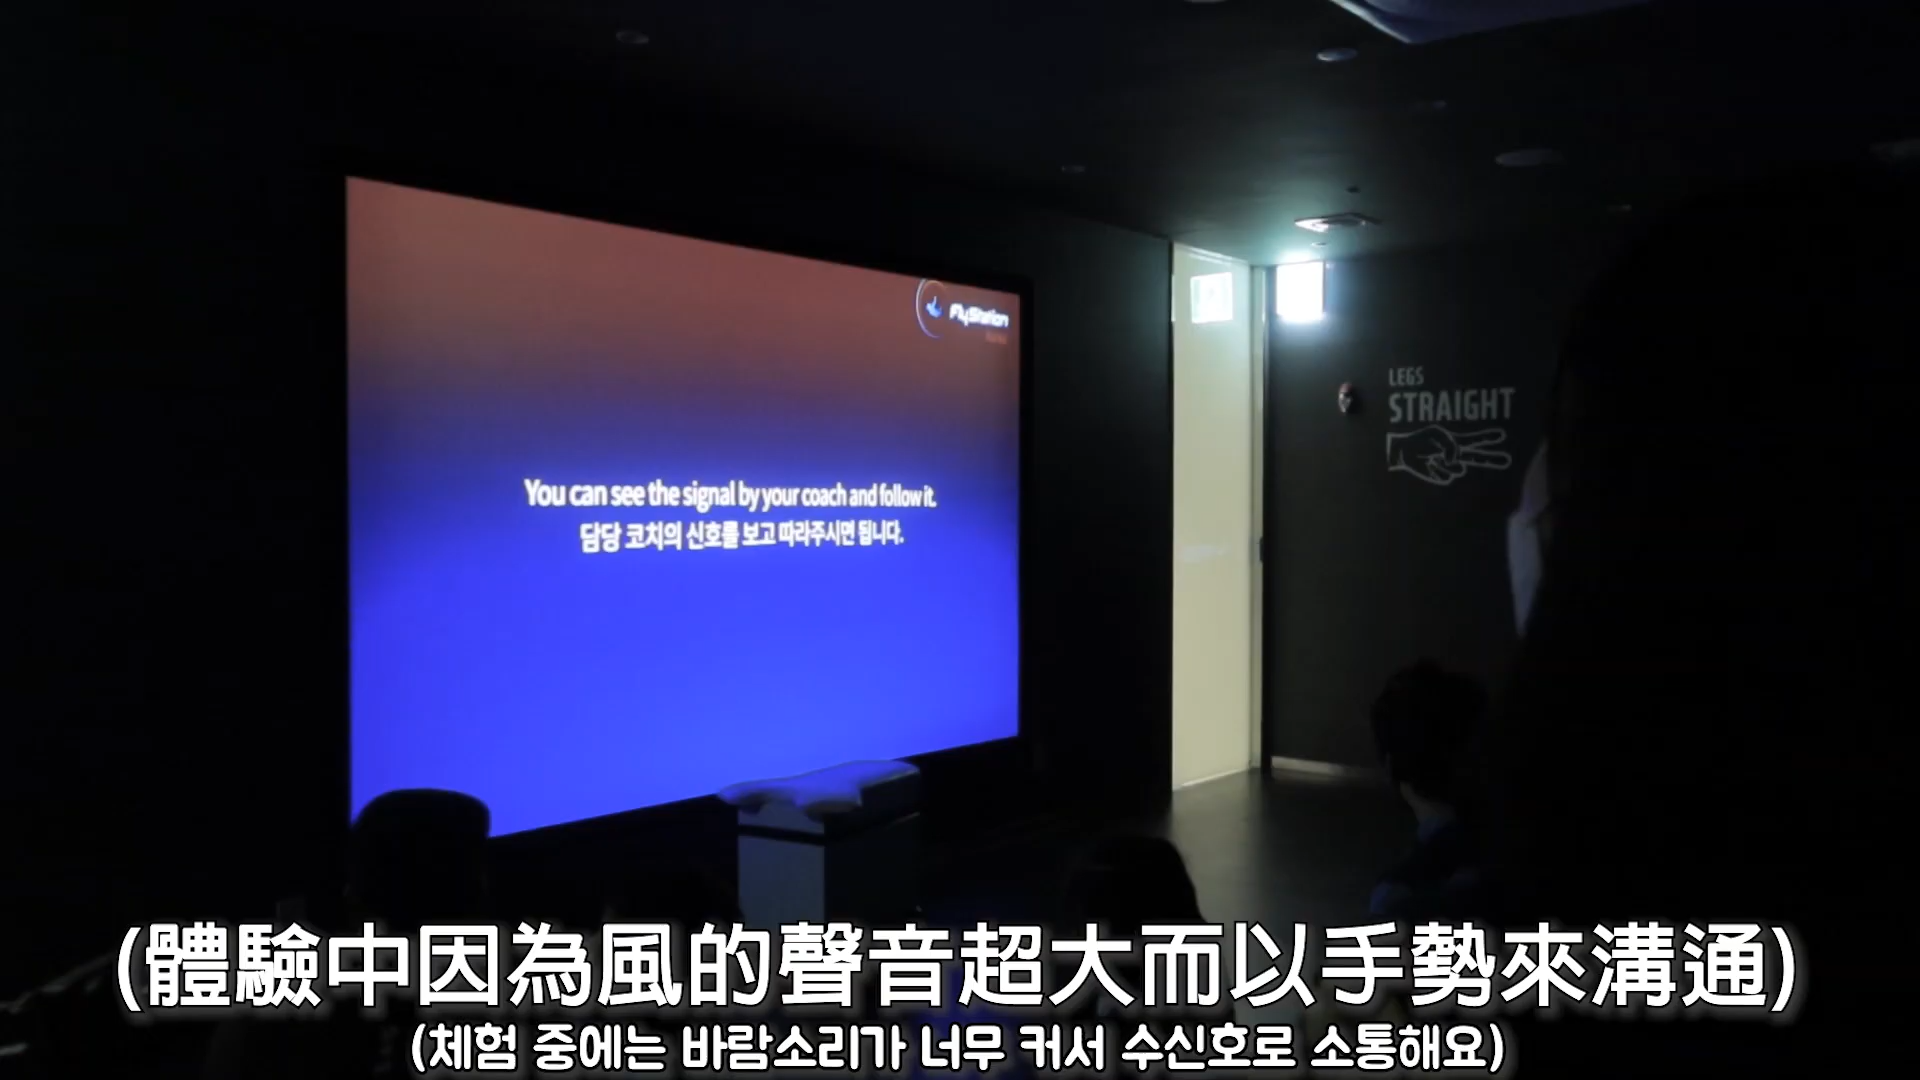 FlyStation
You can see the signal by your coach and follow it.
담당 코치의 신호를 보고 따라주시면 됩니다.
LEGS
STRAIGHT
(體驗中因為風的聲音超大而以手勢來溝通)
(체험 중에는 바람소리가 너무 커서 수신호로 소통해요)